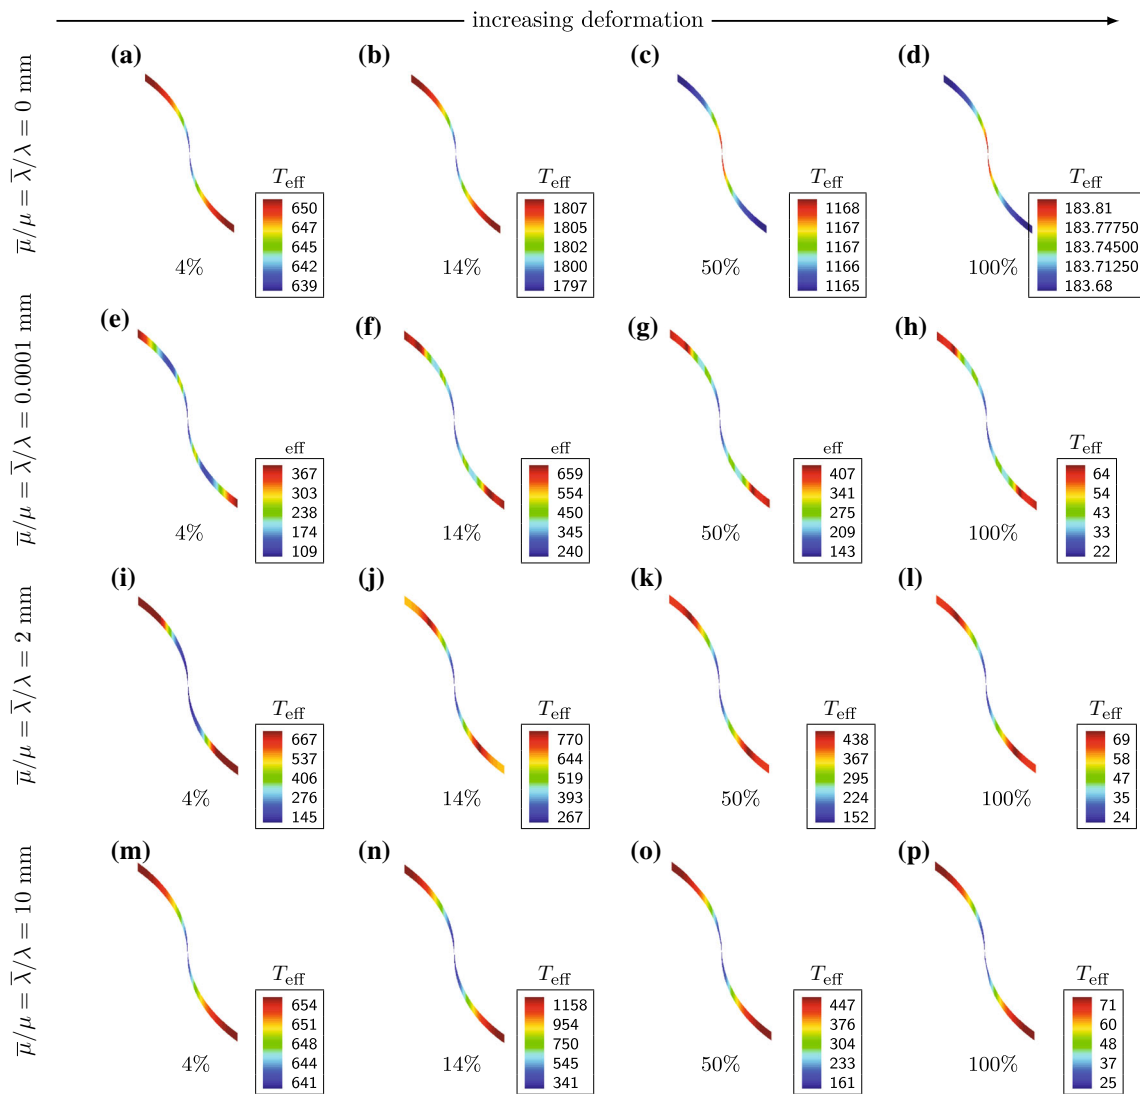 increasing deformation
μ̅/μ = λ̅/λ = 0 mm
(a)
T_eff
650
647
645
642
639
4%
(b)
T_eff
1807
1805
1802
1800
1797
14%
(c)
T_eff
1168
1167
1167
1166
1165
50%
(d)
T_eff
183.81
183.77750
183.74500
183.71250
183.68
100%
μ̅/μ = λ̅/λ = 0.0001 mm
(e)
eff
367
303
238
174
109
4%
(f)
eff
659
554
450
345
240
14%
(g)
eff
407
341
275
209
143
50%
(h)
T_eff
64
54
43
33
22
100%
μ̅/μ = λ̅/λ = 2 mm
(i)
T_eff
667
537
406
276
145
4%
(j)
T_eff
770
644
519
393
267
14%
(k)
T_eff
438
367
295
224
152
50%
(l)
T_eff
69
58
47
35
24
100%
μ̅/μ = λ̅/λ = 10 mm
(m)
T_eff
654
651
648
644
641
4%
(n)
T_eff
1158
954
750
545
341
14%
(o)
T_eff
447
376
304
233
161
50%
(p)
T_eff
71
60
48
37
25
100%